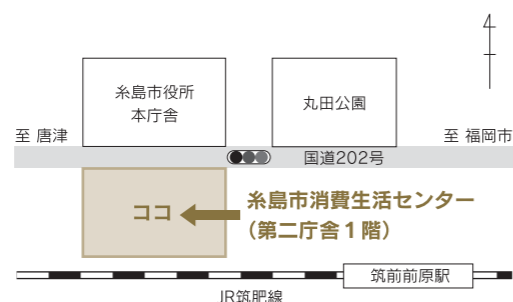 糸島市役所
本庁舎
丸田公園
至 唐津
至 福岡市
国道202号
ココ
糸島市消費生活センター
（第二庁舎１階）
筑前前原駅
JR筑肥線